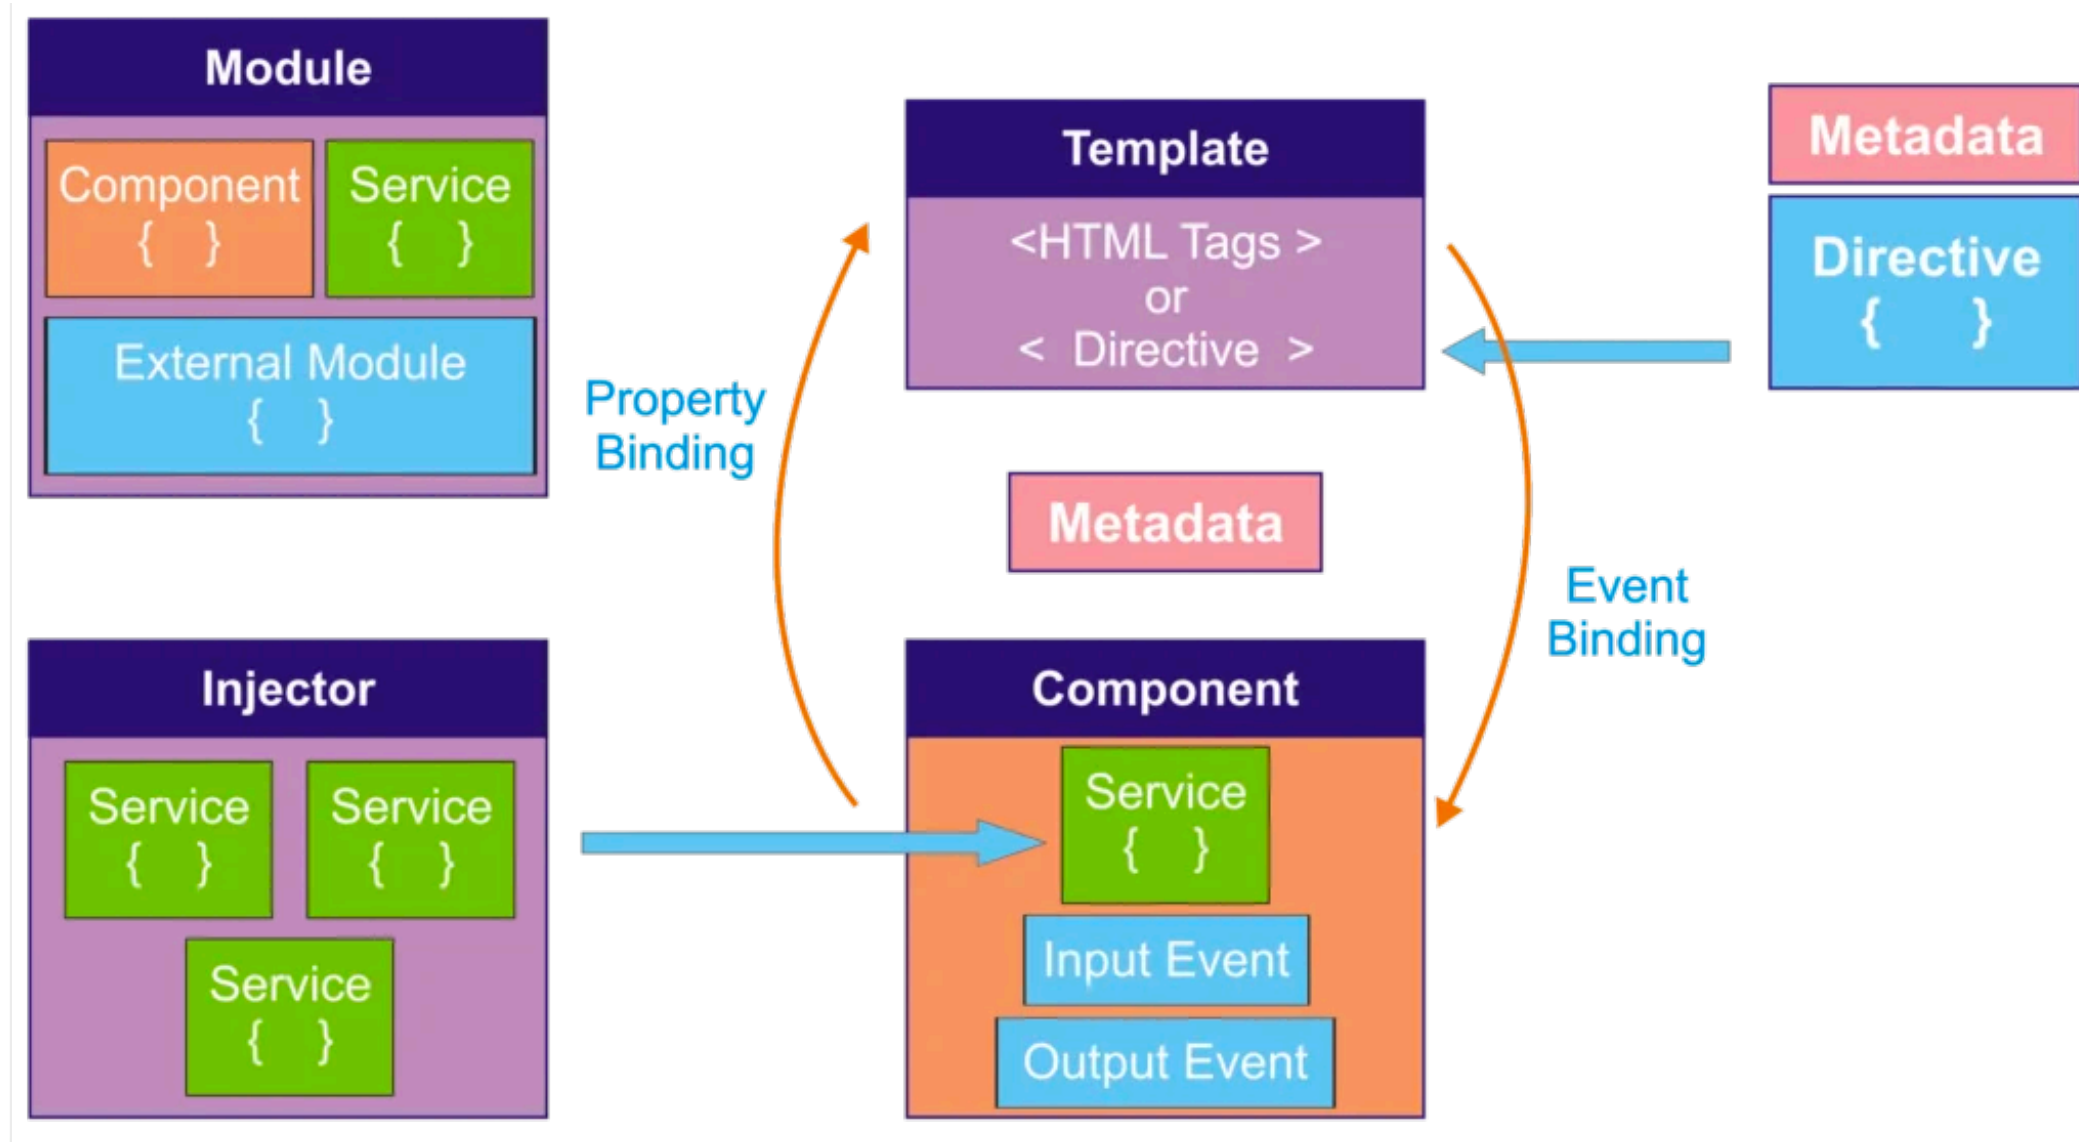 Module
Component
{ }
Service
{ }
External Module
{ }
Template
<HTML Tags >
or
< Directive >
Metadata
Directive
{ }
Property
Binding
Metadata
Event
Binding
Injector
Service
{ }
Service
{ }
Service
{ }
Component
Service
{ }
Input Event
Output Event